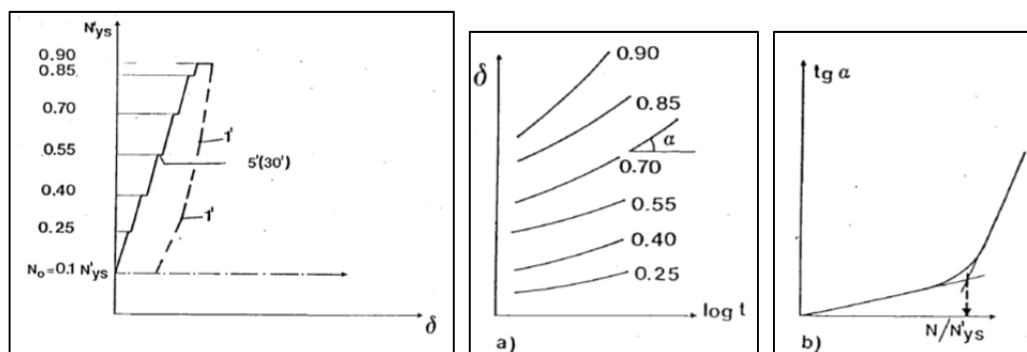 N'ys
0.90
0.85
0.70
0.55
0.40
0.25
N₀=0.1 N'ys
1'
5'(30')
1'
δ
δ
0.90
0.85
α
0.70
0.55
0.40
0.25
log t
a)
tg α
N/N'ys
b)